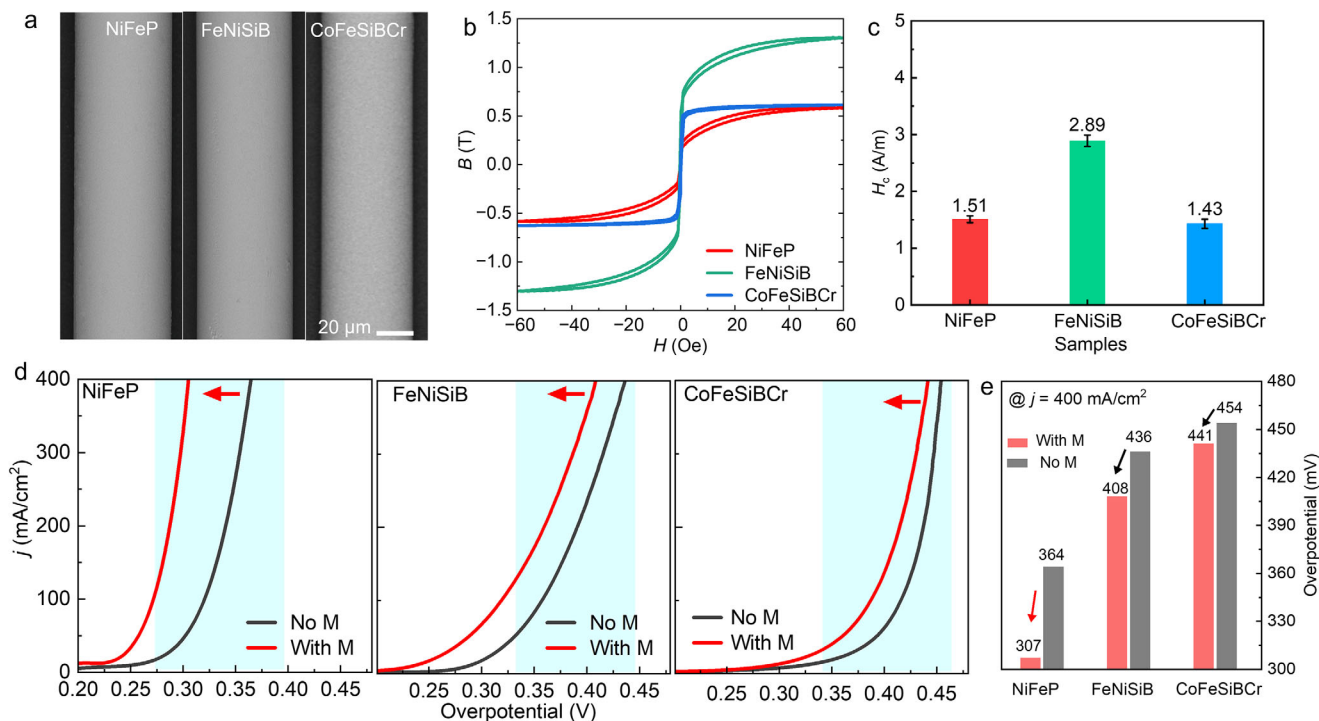 a
NiFeP
FeNiSiB
CoFeSiBCr
20 μm
b
B (T)
1.5
1.0
0.5
0.0
−0.5
−1.0
−1.5
NiFeP
FeNiSiB
CoFeSiBCr
−60
−40
−20
0
20
40
60
H (Oe)
c
Hc (A/m)
5
4
3
2
1
0
1.51
2.89
1.43
NiFeP
FeNiSiB
CoFeSiBCr
Samples
d
j (mA/cm²)
400
300
200
100
0
NiFeP
No M
With M
0.20
0.25
0.30
0.35
0.40
0.45
FeNiSiB
No M
With M
0.25
0.30
0.35
0.40
0.45
CoFeSiBCr
No M
With M
0.25
0.30
0.35
0.40
0.45
Overpotential (V)
e
@ j = 400 mA/cm²
With M
No M
307
364
408
436
441
454
NiFeP
FeNiSiB
CoFeSiBCr
480
450
420
390
360
330
300
Overpotential (mV)